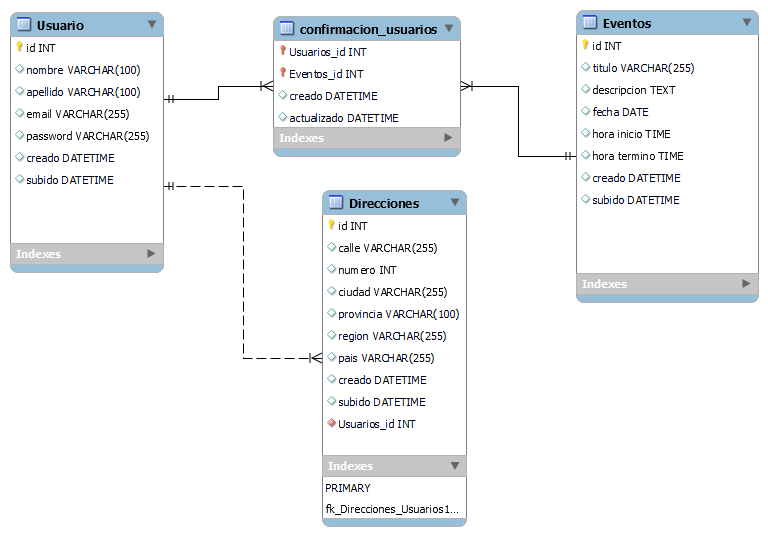 Usuario
id INT
nombre VARCHAR(100)
apellido VARCHAR(100)
email VARCHAR(255)
password VARCHAR(255)
creado DATETIME
subido DATETIME
Indexes
confirmacion_usuarios
Usuarios_id INT
Eventos_id INT
creado DATETIME
actualizado DATETIME
Indexes
Eventos
id INT
titulo VARCHAR(255)
descripcion TEXT
fecha DATE
hora inicio TIME
hora termino TIME
creado DATETIME
subido DATETIME
Indexes
Direcciones
id INT
calle VARCHAR(255)
numero INT
ciudad VARCHAR(255)
provincia VARCHAR(100)
region VARCHAR(255)
pais VARCHAR(255)
creado DATETIME
subido DATETIME
Usuarios_id INT
Indexes
PRIMARY
fk_Direcciones_Usuarios1...